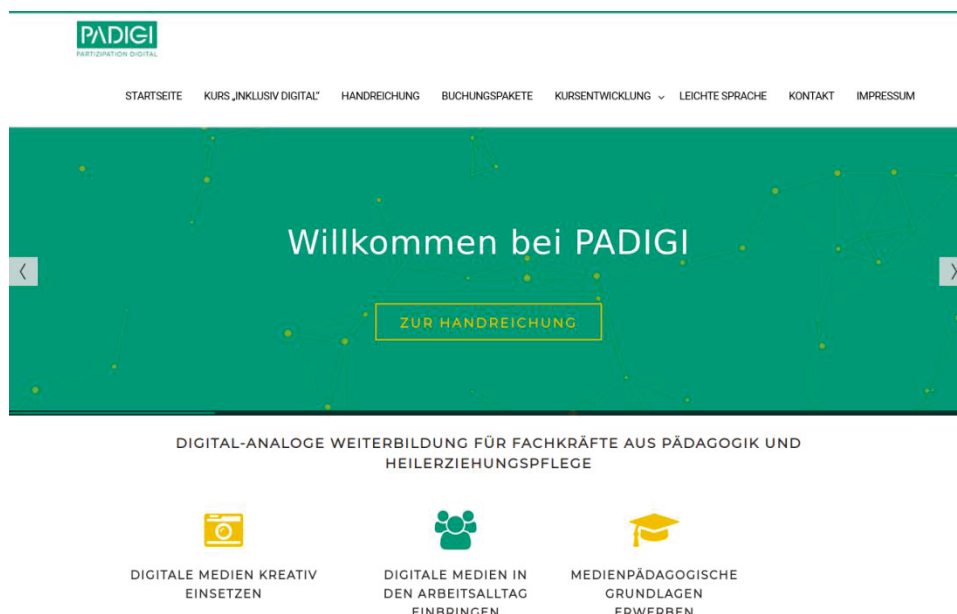 PADIGI
PARTIZIPATION DIGITAL
STARTSEITE KURS „INKLUSIV DIGITAL“ HANDREICHUNG BUCHUNGSPAKETE KURSENTWICKLUNG LEICHTE SPRACHE KONTAKT IMPRESSUM
Willkommen bei PADIGI
ZUR HANDREICHUNG
DIGITAL-ANALOGE WEITERBILDUNG FÜR FACHKRÄFTE AUS PÄDAGOGIK UND
HEILERZIEHUNGSPFLEGE
DIGITALE MEDIEN KREATIV
EINSETZEN
DIGITALE MEDIEN IN
DEN ARBEITSALLTAG
EINBRINGEN
MEDIENPÄDAGOGISCHE
GRUNDLAGEN
ERWERBEN